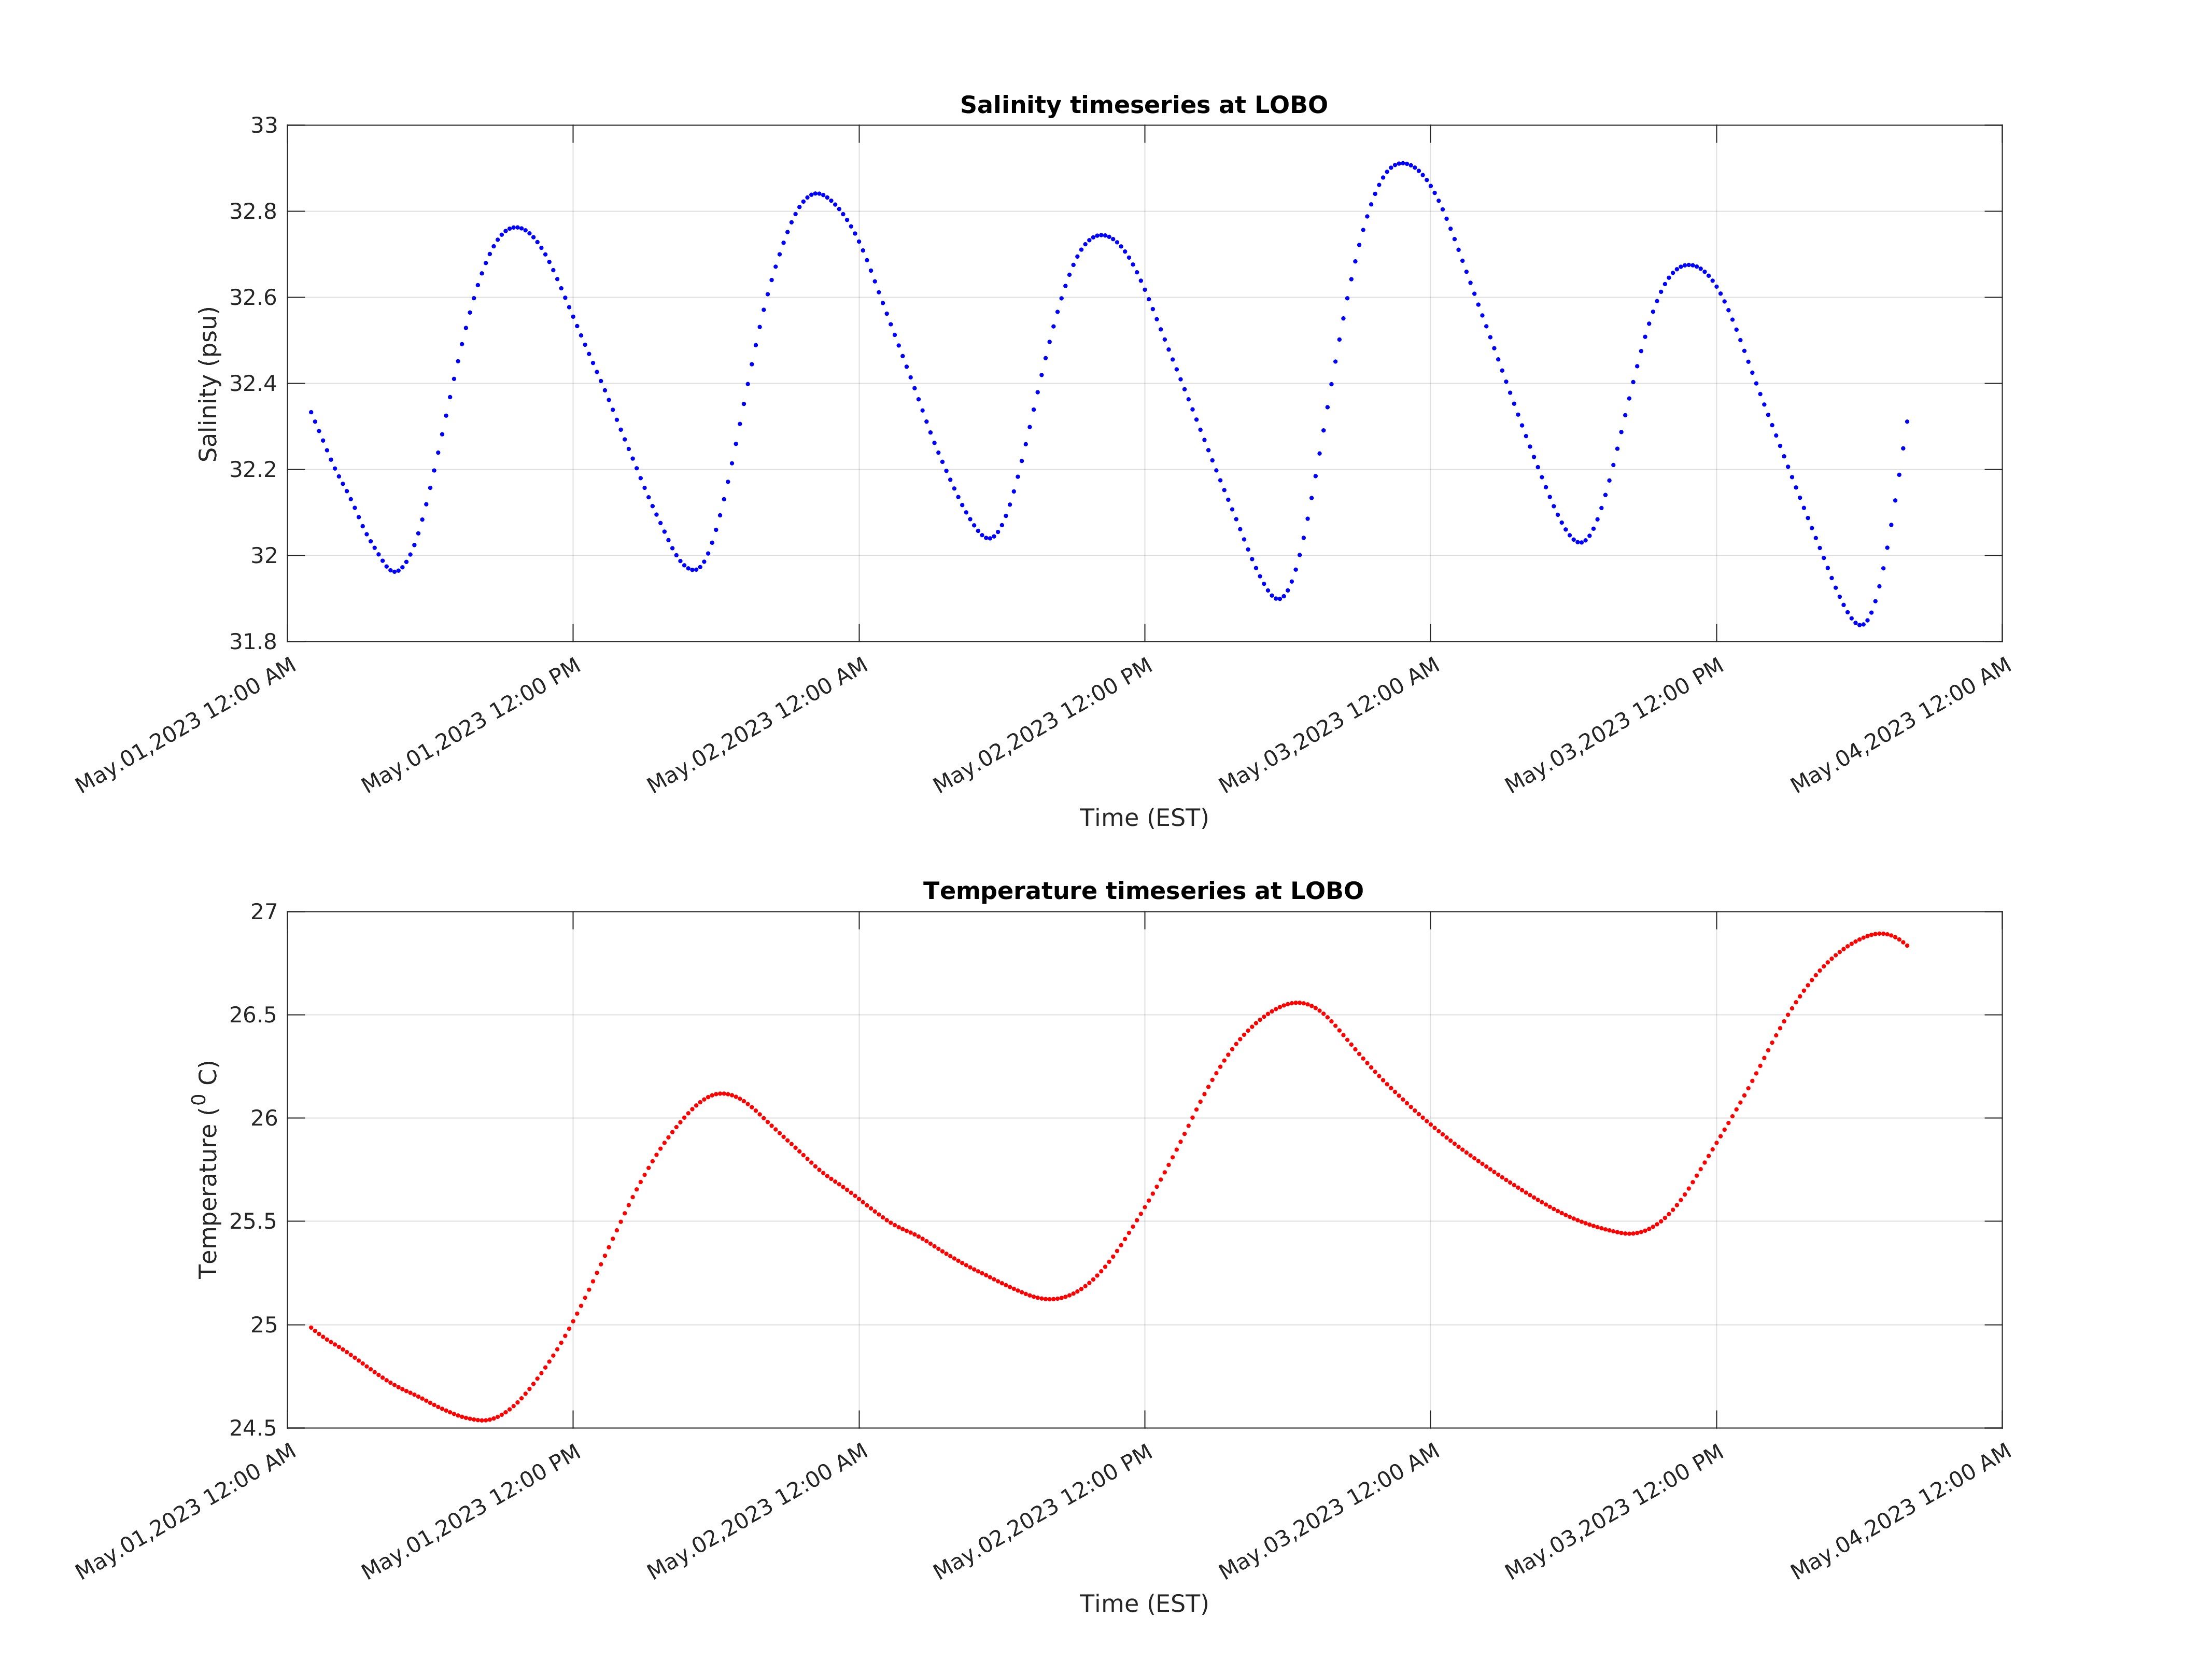 Salinity timeseries at LOBO
33
32.8
32.6
32.4
32.2
32
31.8
Salinity (psu)
May.01,2023 12:00 AM
May.01,2023 12:00 PM
May.02,2023 12:00 AM
May.02,2023 12:00 PM
May.03,2023 12:00 AM
May.03,2023 12:00 PM
May.04,2023 12:00 AM
Time (EST)
Temperature timeseries at LOBO
27
26.5
26
25.5
25
24.5
Temperature (⁰ C)
May.01,2023 12:00 AM
May.01,2023 12:00 PM
May.02,2023 12:00 AM
May.02,2023 12:00 PM
May.03,2023 12:00 AM
May.03,2023 12:00 PM
May.04,2023 12:00 AM
Time (EST)